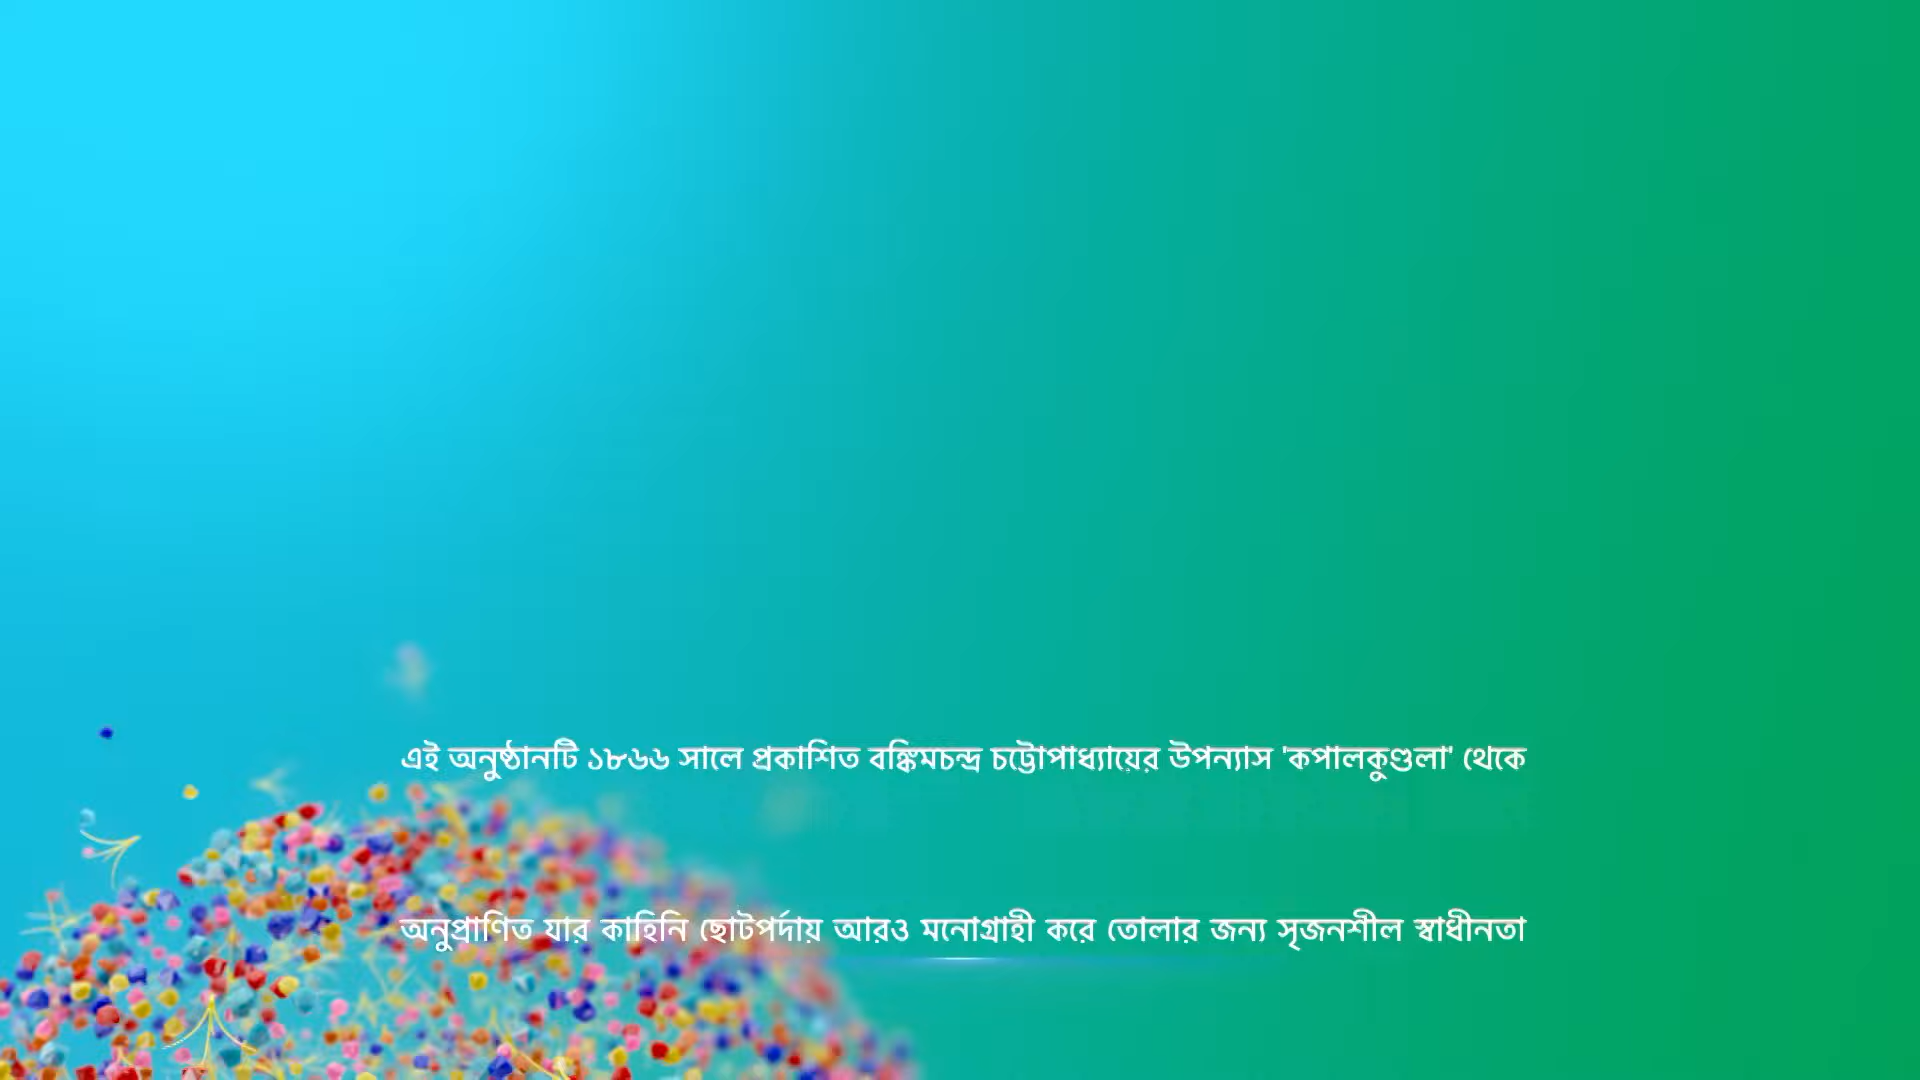 এই অনুষ্ঠানটি ১৮৬৬ সালে প্রকাশিত বঙ্কিমচন্দ্র চট্টোপাধ্যায়ের উপন্যাস 'কপালকুণ্ডলা' থেকে
অনুপ্রাণিত যার কাহিনি ছোটপর্দায় আরও মনোগ্রাহী করে তোলার জন্য সৃজনশীল স্বাধীনতা